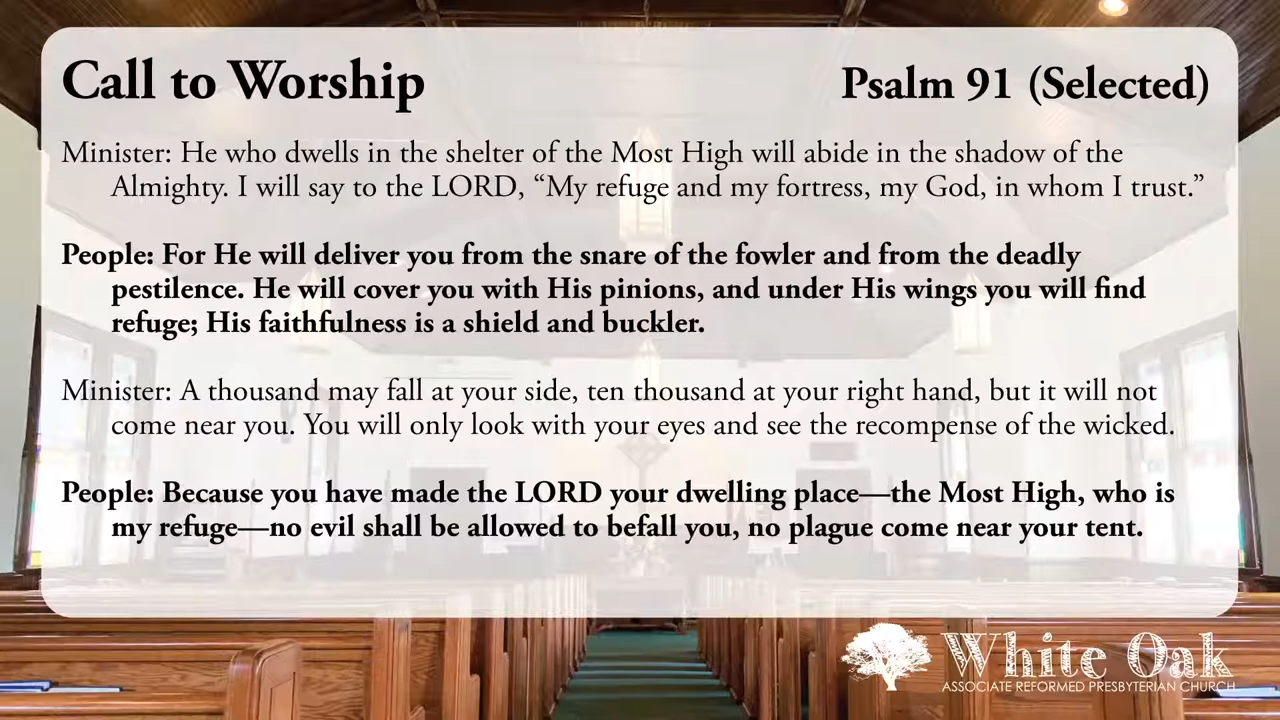 Call to Worship
Psalm 91 (Selected)
Minister: He who dwells in the shelter of the Most High will abide in the shadow of the
Almighty. I will say to the LORD, “My refuge and my fortress, my God, in whom I trust.”
People: For He will deliver you from the snare of the fowler and from the deadly
pestilence. He will cover you with His pinions, and under His wings you will find
refuge; His faithfulness is a shield and buckler.
Minister: A thousand may fall at your side, ten thousand at your right hand, but it will not
come near you. You will only look with your eyes and see the recompense of the wicked.
People: Because you have made the LORD your dwelling place—the Most High, who is
my refuge—no evil shall be allowed to befall you, no plague come near your tent.
White Oak
ASSOCIATE REFORMED PRESBYTERIAN CHURCH